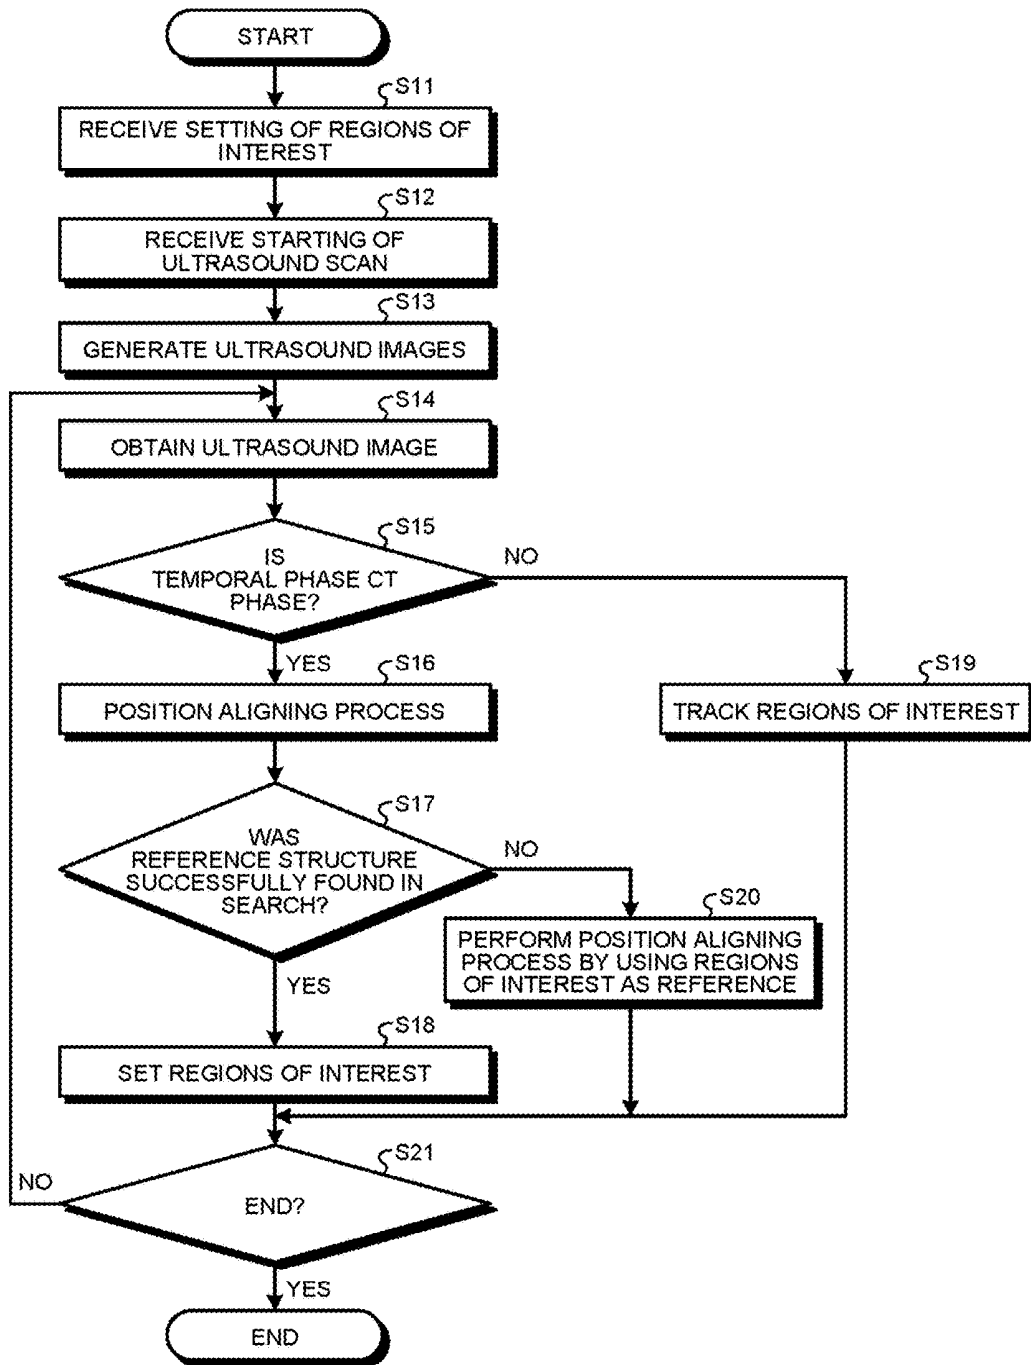 START
S11
RECEIVE SETTING OF REGIONS OF
INTEREST
S12
RECEIVE STARTING OF
ULTRASOUND SCAN
S13
GENERATE ULTRASOUND IMAGES
S14
OBTAIN ULTRASOUND IMAGE
S15
IS
TEMPORAL PHASE CT
PHASE?
NO
YES
S16
POSITION ALIGNING PROCESS
S19
TRACK REGIONS OF INTEREST
S17
WAS
REFERENCE STRUCTURE
SUCCESSFULLY FOUND IN
SEARCH?
NO
YES
S20
PERFORM POSITION ALIGNING
PROCESS BY USING REGIONS
OF INTEREST AS REFERENCE
S18
SET REGIONS OF INTEREST
S21
END?
NO
YES
END